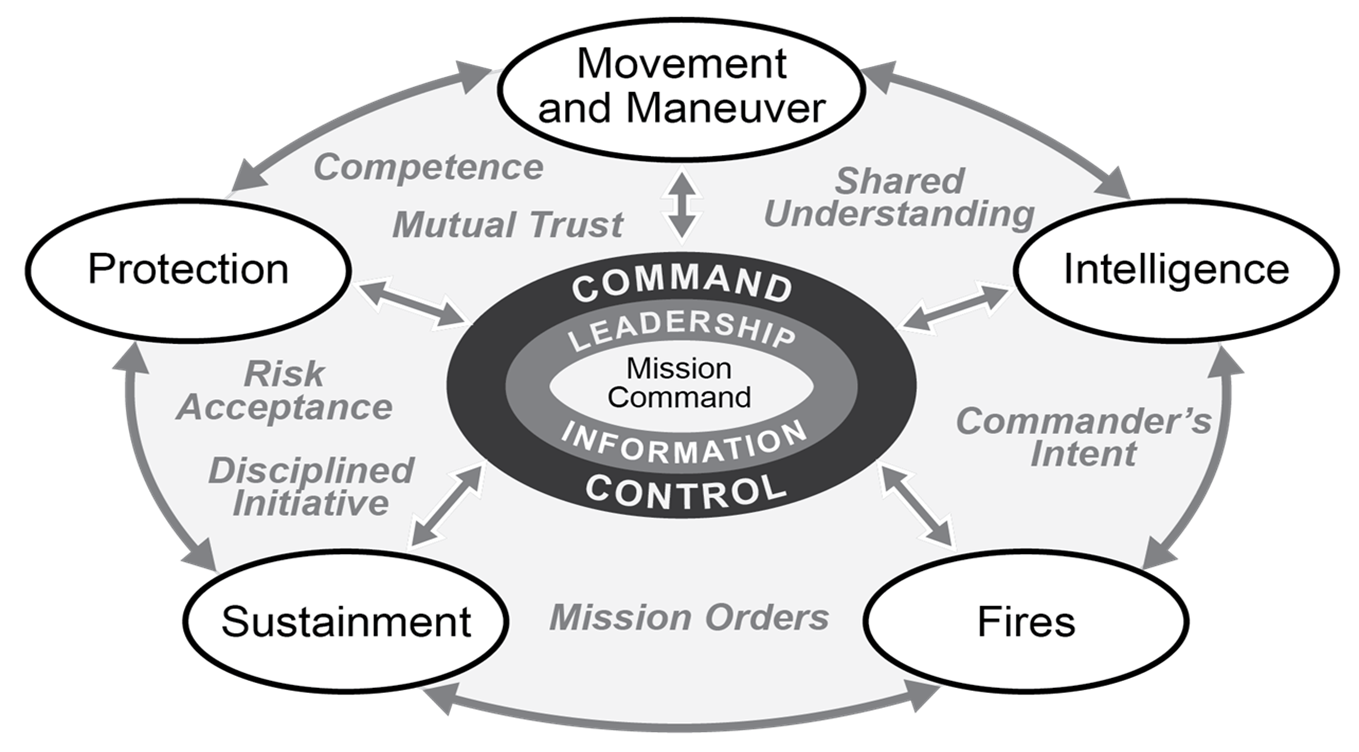 Movement
and Maneuver
Competence
Shared
Understanding
Mutual Trust
Protection
Intelligence
COMMAND
LEADERSHIP
Mission
Command
INFORMATION
CONTROL
Risk
Acceptance
Commander’s
Intent
Disciplined
Initiative
Sustainment
Mission Orders
Fires